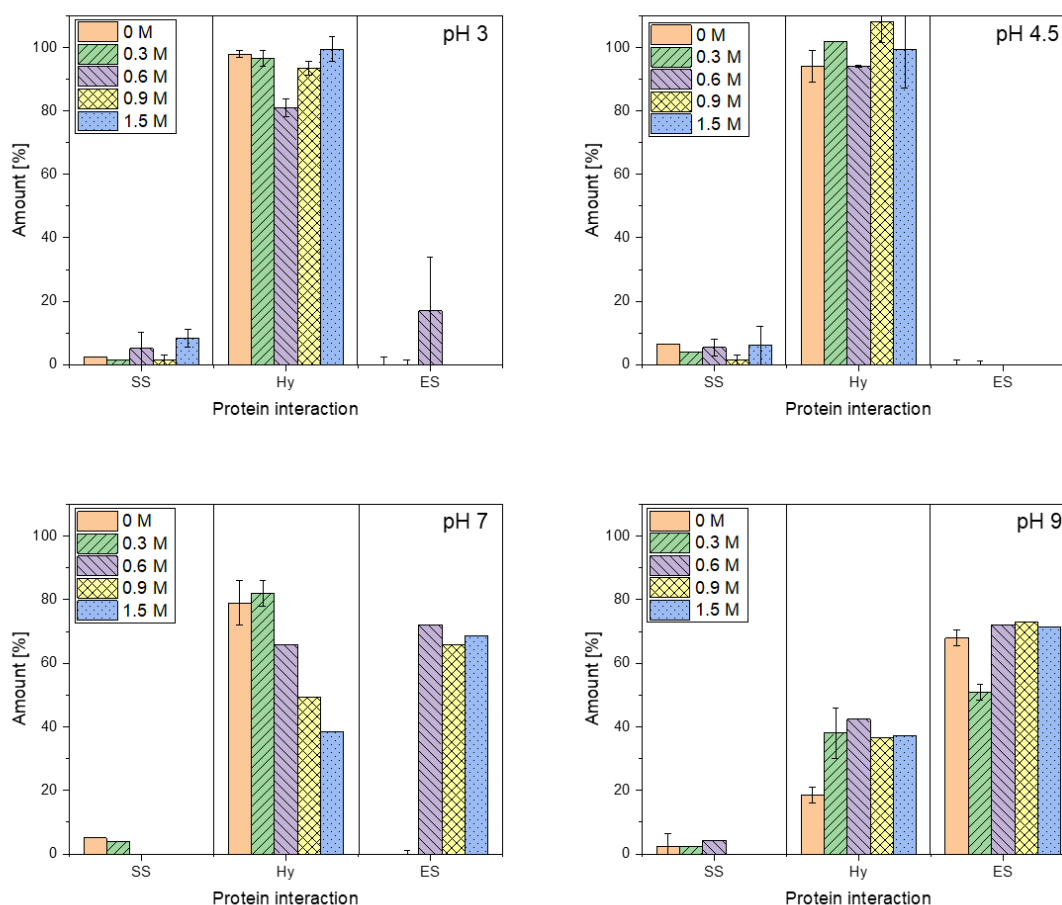 pH 3
0 M
0.3 M
0.6 M
0.9 M
1.5 M
100
80
60
40
20
0
Amount [%]
SS Hy ES
Protein interaction
pH 4.5
0 M
0.3 M
0.6 M
0.9 M
1.5 M
100
80
60
40
20
0
Amount [%]
SS Hy ES
Protein interaction
pH 7
0 M
0.3 M
0.6 M
0.9 M
1.5 M
100
80
60
40
20
0
Amount [%]
SS Hy ES
Protein interaction
pH 9
0 M
0.3 M
0.6 M
0.9 M
1.5 M
100
80
60
40
20
0
Amount [%]
SS Hy ES
Protein interaction